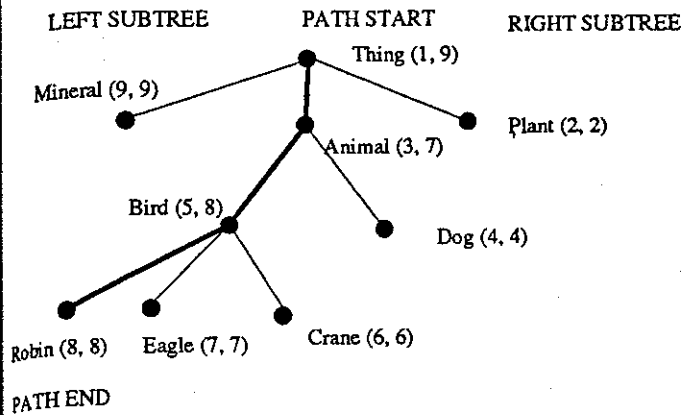 LEFT SUBTREE PATH START RIGHT SUBTREE
Thing (1, 9)
Mineral (9, 9)
Plant (2, 2)
Animal (3, 7)
Bird (5, 8)
Dog (4, 4)
Robin (8, 8) Eagle (7, 7) Crane (6, 6)
PATH END